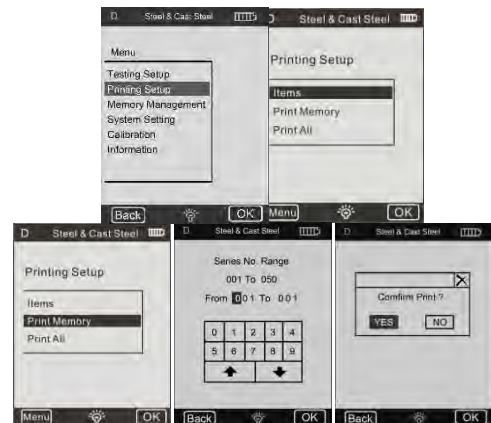 D Steel & Cast Steel
Menu
Testing Setup
Printing Setup
Memory Management
System Setting
Calibration
Information
Back OK
D Steel & Cast Steel
Printing Setup
Items
Print Memory
Print All
Menu OK
D Steel & Cast Steel
Printing Setup
Items
Print Memory
Print All
Menu OK
D Steel & Cast Steel
Series No. Range
001 To 050
From 001 To 001
0 1 2 3 4
5 6 7 8 9
Back OK
D Steel & Cast Steel
Comfirm Print ?
YES NO
Back OK